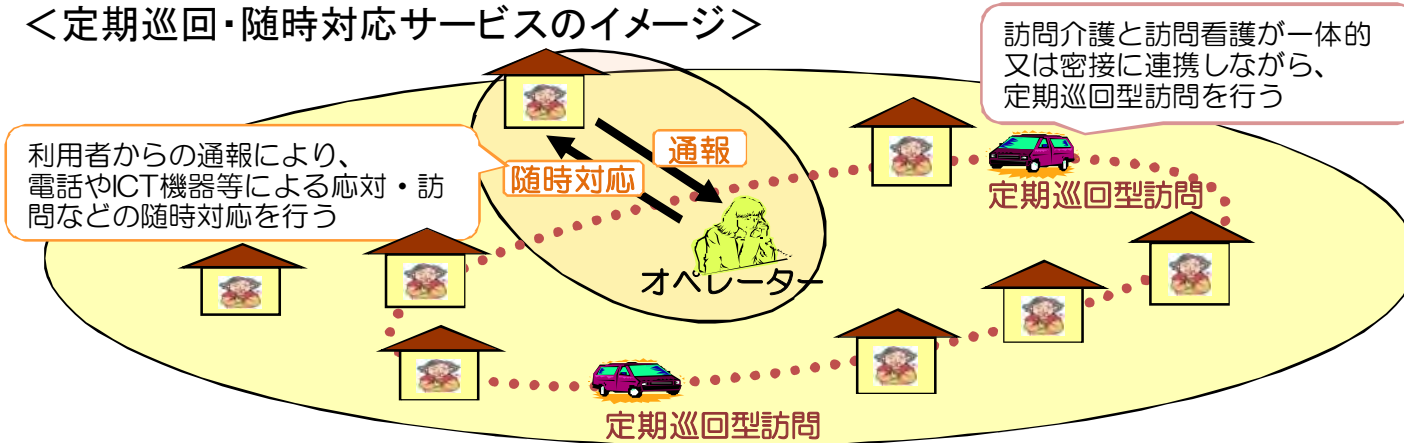 ＜定期巡回・随時対応サービスのイメージ＞
訪問介護と訪問看護が一体的
又は密接に連携しながら、
定期巡回型訪問を行う
利用者からの通報により、
電話やICT機器等による応対・訪
問などの随時対応を行う
通報
随時対応
定期巡回型訪問
オペレーター
定期巡回型訪問